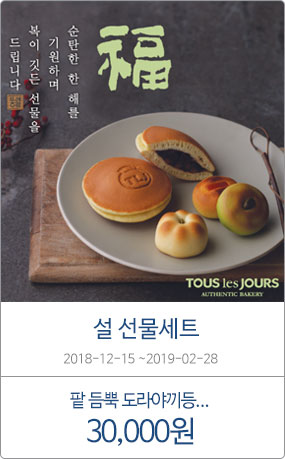 순탄한 한 해를
기원하며
복이 깃든 선물을
드립니다
福
TOUS les JOURS
AUTHENTIC BAKERY
설 선물세트
2018-12-15 ~2019-02-28
팥 듬뿍 도라야끼등...
30,000원